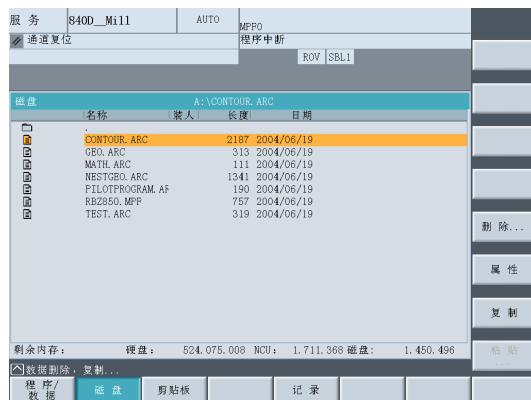 服 务 840D__Mill AUTO MPF0
通道复位 程序中断
ROV SBL1
磁盘 A:\CONTOUR.ARC
名称 装人 长度 日期
.
CONTOUR.ARC 2187 2004/06/19
GEO.ARC 313 2004/06/19
MATH.ARC 111 2004/06/19
NESTGEO.ARC 1341 2004/06/19
PILOTPROGRAM.AF 190 2004/06/19
RBZ850.MPF 757 2004/06/19
TEST.ARC 319 2004/06/19
删 除...
属 性
复 制
粘 贴
...
剩余内存： 硬盘： 524.075.008 NCU： 1.711.368 磁盘： 1.450.496
数据删除，复制...
程 序/
数 据
磁 盘
剪贴板
记 录